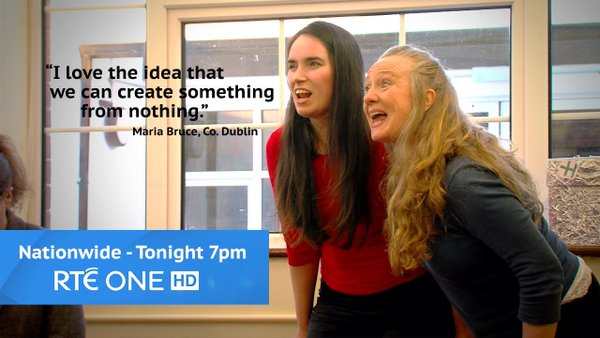 “I love the idea that
we can create something
from nothing.”
Maria Bruce, Co. Dublin
Nationwide - Tonight 7pm
RTÉ ONE HD